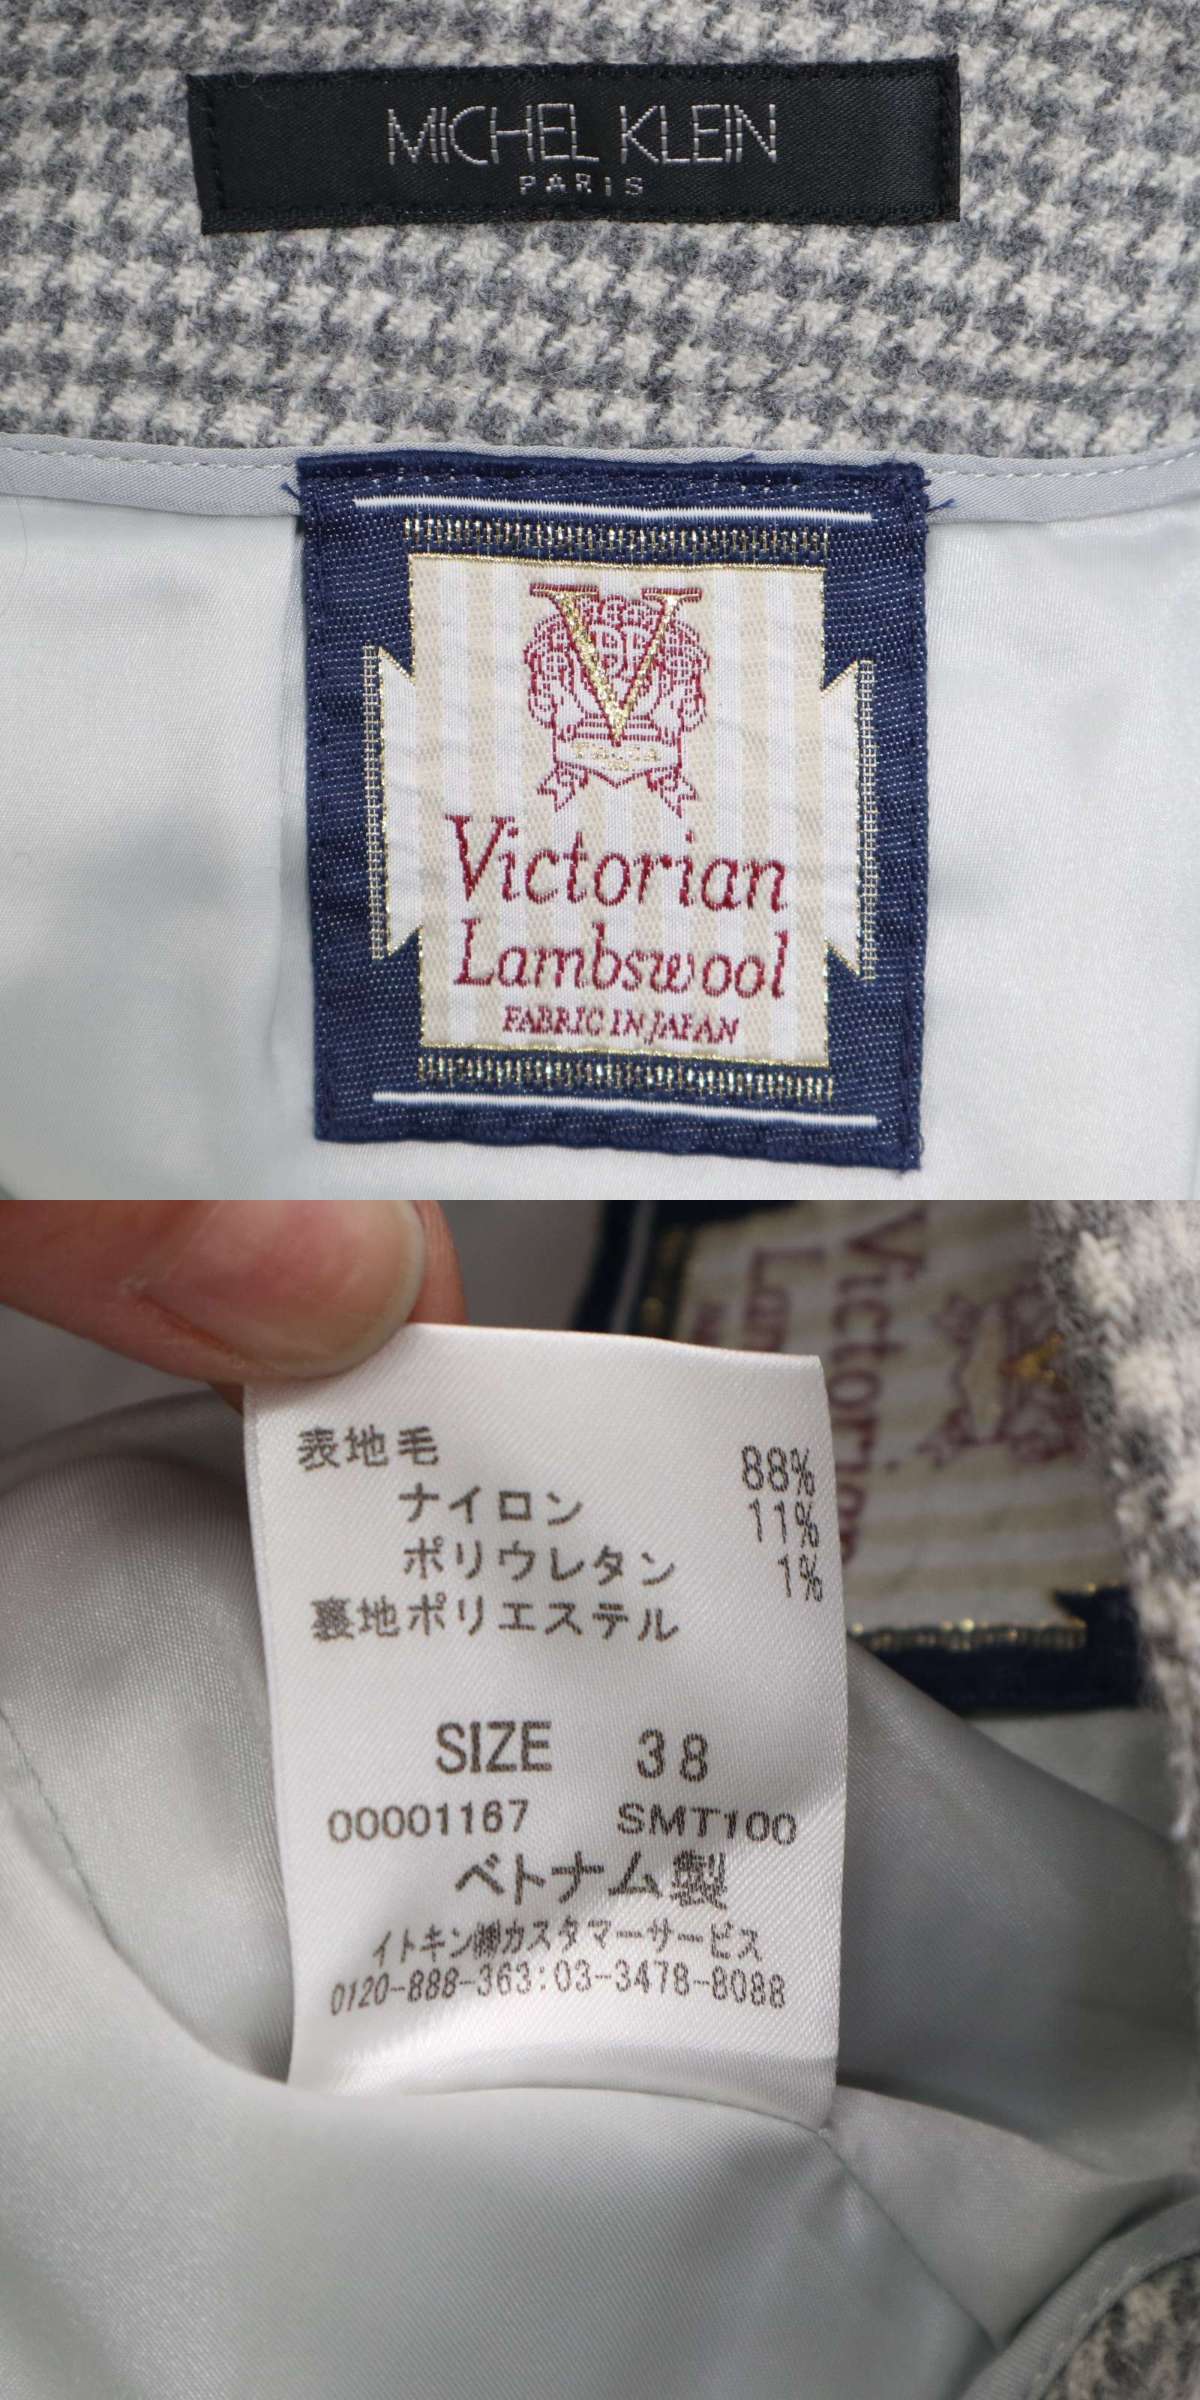 MICHEL KLEIN
PARIS
V
Victorian
Lambswool
FABRIC IN JAPAN
表地毛 88%
ナイロン 11%
ポリウレタン 1%
裏地ポリエステル
SIZE 38
00001167 SMT100
ベトナム製
イトキン㈱カスタマーサービス
0120-888-363:03-3478-8088